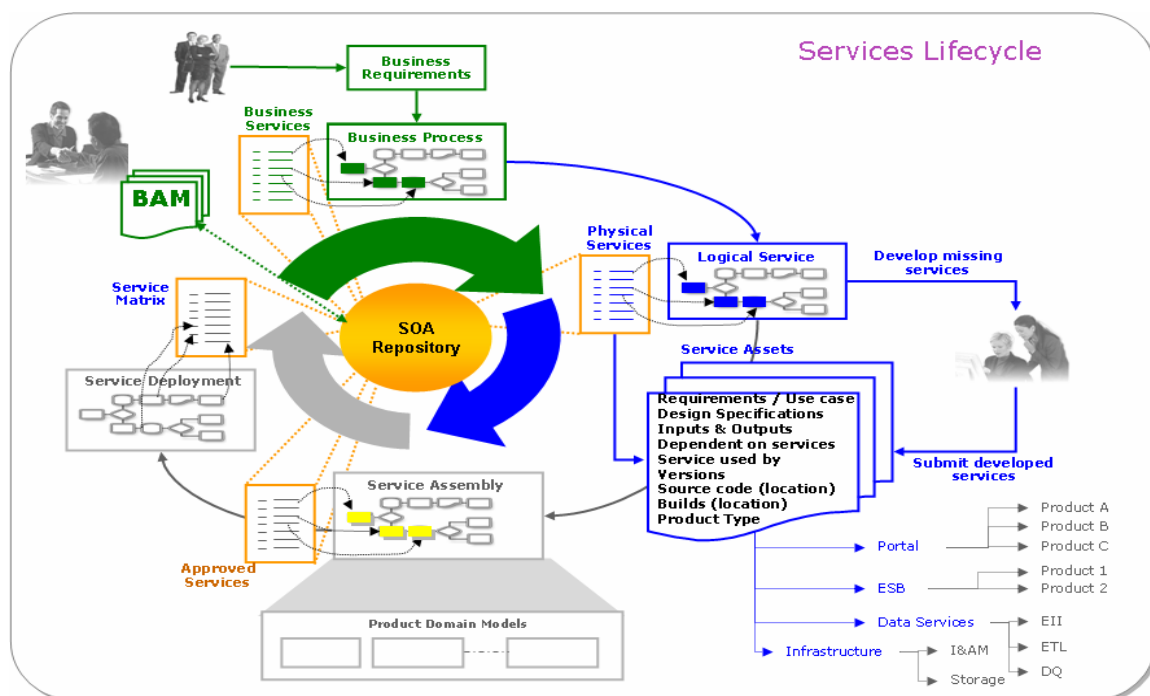 Services Lifecycle
Business
Requirements
Business
Services
Business Process
BAM
Physical
Services
Logical Service
Develop missing
services
Service
Matrix
SOA
Repository
Service Assets
Service Deployment
Requirements / Use case
Design Specifications
Inputs & Outputs
Dependent on services
Service used by
Versions
Source code (location)
Builds (location)
Product Type
Submit developed
services
Service Assembly
Approved
Services
Product Domain Models
Portal
Product A
Product B
Product C
ESB
Product 1
Product 2
Data Services
EII
ETL
DQ
Infrastructure
I&AM
Storage